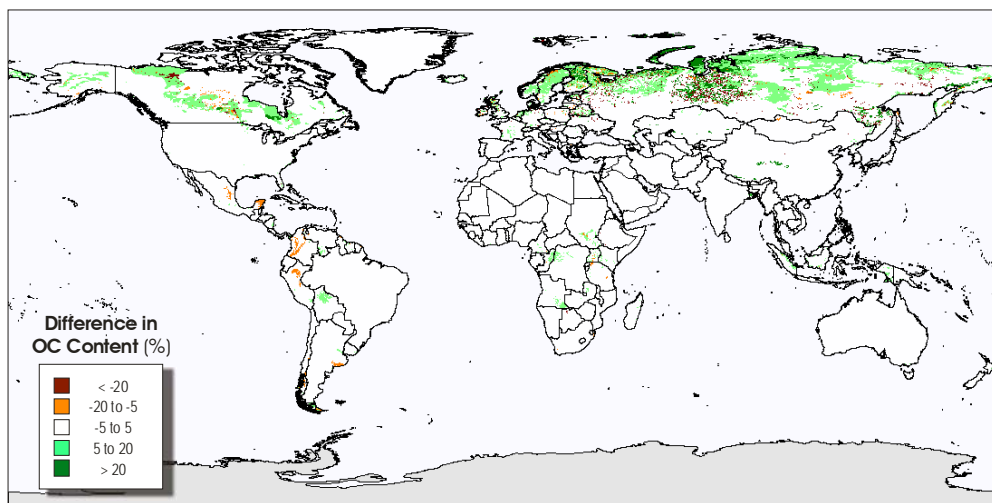 Difference in
OC Content (%)
< -20
-20 to -5
-5 to 5
5 to 20
> 20